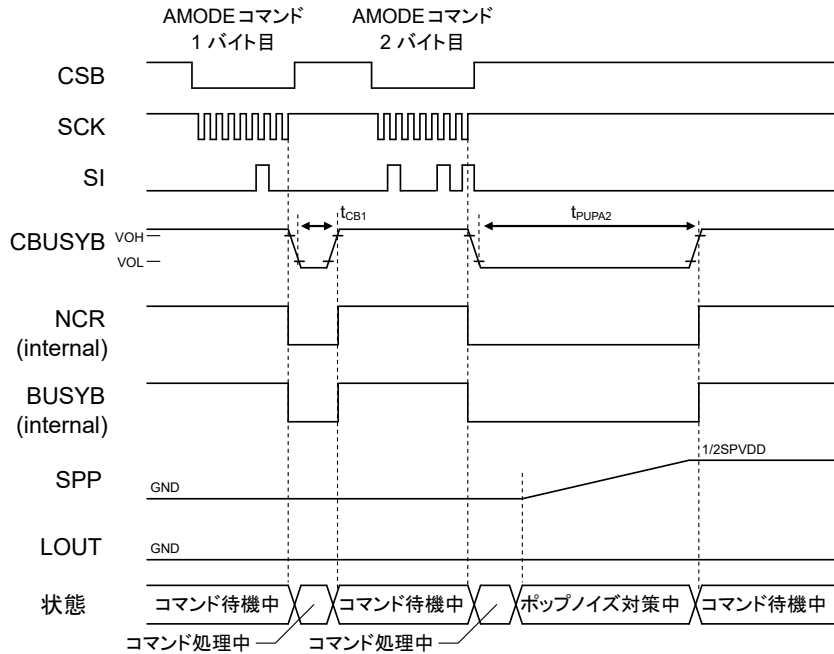 AMODEコマンド
1 バイト目
AMODEコマンド
2 バイト目
CSB
SCK
SI
CBUSYB
VOH
VOL
tCB1
tPUPA2
NCR
(internal)
BUSYB
(internal)
SPP
GND
1/2SPVDD
LOUT
GND
状態
コマンド待機中
コマンド待機中
ポップノイズ対策中
コマンド待機中
コマンド処理中
コマンド処理中